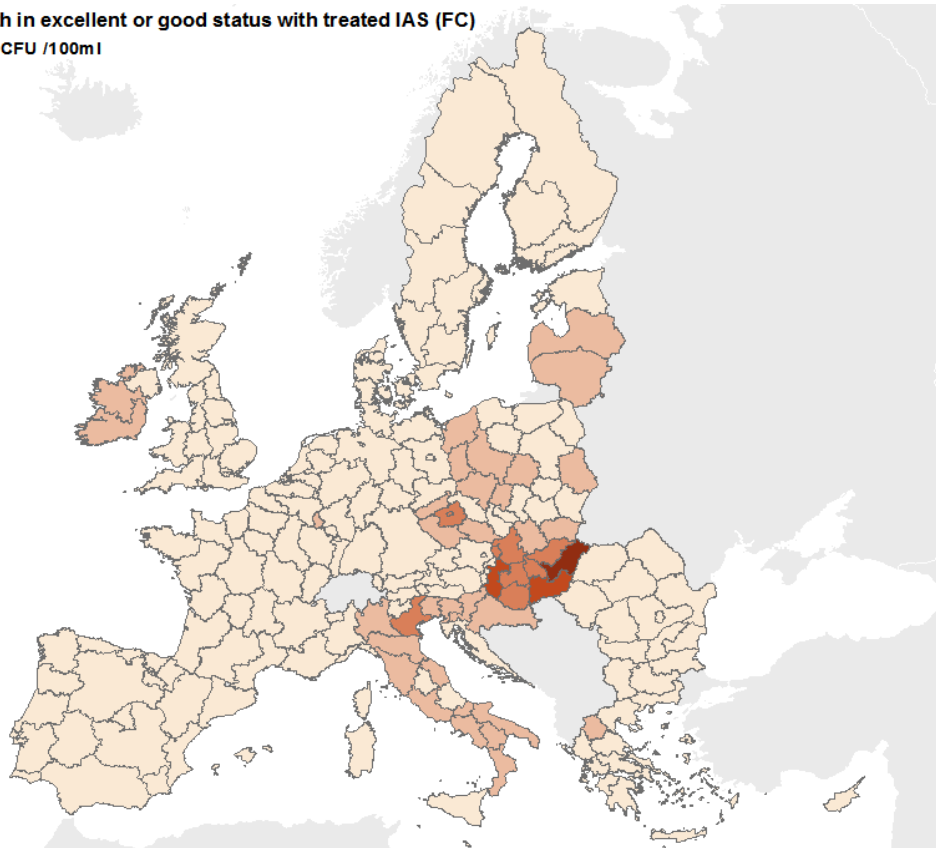 h in excellent or good status with treated IAS (FC)
CFU /100ml